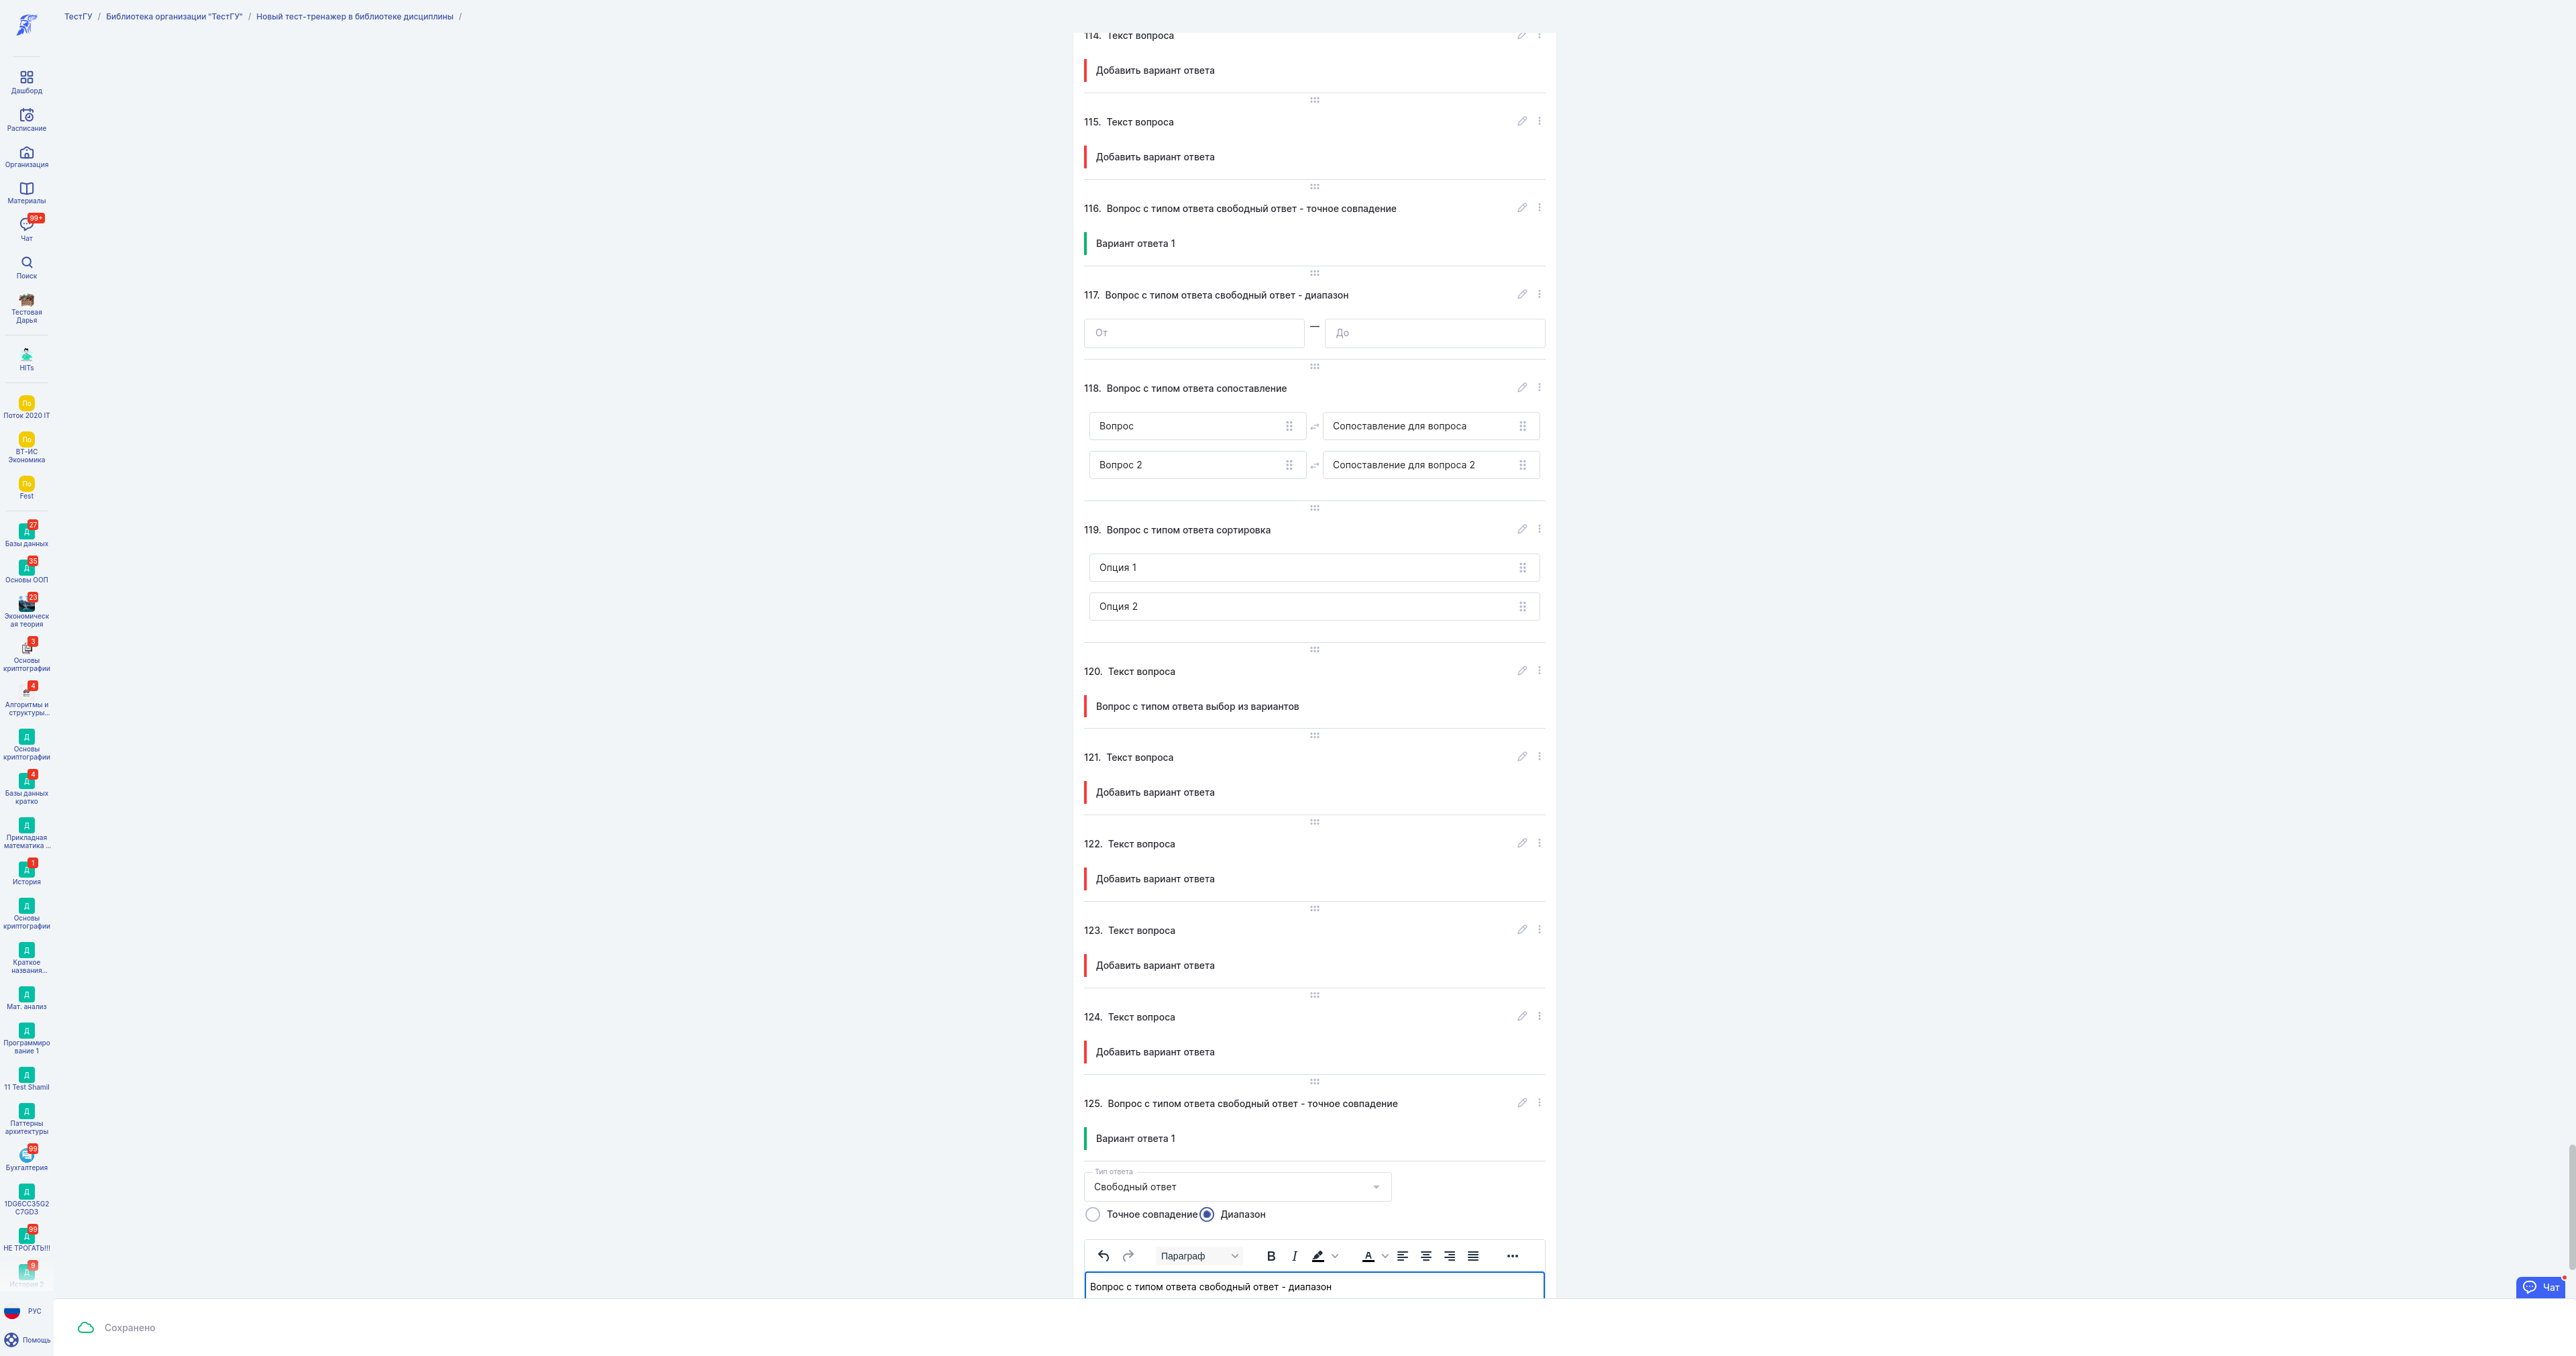 ТестГУ / Библиотека организации "ТестГУ" / Новый тест-тренажер в библиотеке дисциплины /
Дашборд
Расписание
Организация
Материалы
99+
Чат
Поиск
Тестовая
Дарья
HITs
По
Поток 2020 IT
По
ВТ-ИС
Экономика
По
Fest
27
Д
Базы данных
35
Д
Основы ООП
23
Экономическ
ая теория
3
Основы
криптографии
4
Алгоритмы и
структуры...
Д
Основы
криптографии
4
Д
Базы данных
кратко
Д
Прикладная
математика ...
1
Д
История
Д
Основы
криптографии
Д
Краткое
названия...
Д
Мат. анализ
Д
Программиро
вание 1
Д
11 Test Shamil
Д
Паттерны
архитектуры
99
Бухгалтерия
Д
1DG6CC35G2
C7GD3
99
Д
НЕ ТРОГАТЬ!!!
9
Д
История 2
РУС
Помощь
114. Текст вопроса
Добавить вариант ответа
115. Текст вопроса
Добавить вариант ответа
116. Вопрос с типом ответа свободный ответ - точное совпадение
Вариант ответа 1
117. Вопрос с типом ответа свободный ответ - диапазон
От — До
118. Вопрос с типом ответа сопоставление
Вопрос Сопоставление для вопроса
Вопрос 2 Сопоставление для вопроса 2
119. Вопрос с типом ответа сортировка
Опция 1
Опция 2
120. Текст вопроса
Вопрос с типом ответа выбор из вариантов
121. Текст вопроса
Добавить вариант ответа
122. Текст вопроса
Добавить вариант ответа
123. Текст вопроса
Добавить вариант ответа
124. Текст вопроса
Добавить вариант ответа
125. Вопрос с типом ответа свободный ответ - точное совпадение
Вариант ответа 1
Тип ответа
Свободный ответ
Точное совпадение Диапазон
Параграф B I A
Вопрос с типом ответа свободный ответ - диапазон
Чат
Сохранено